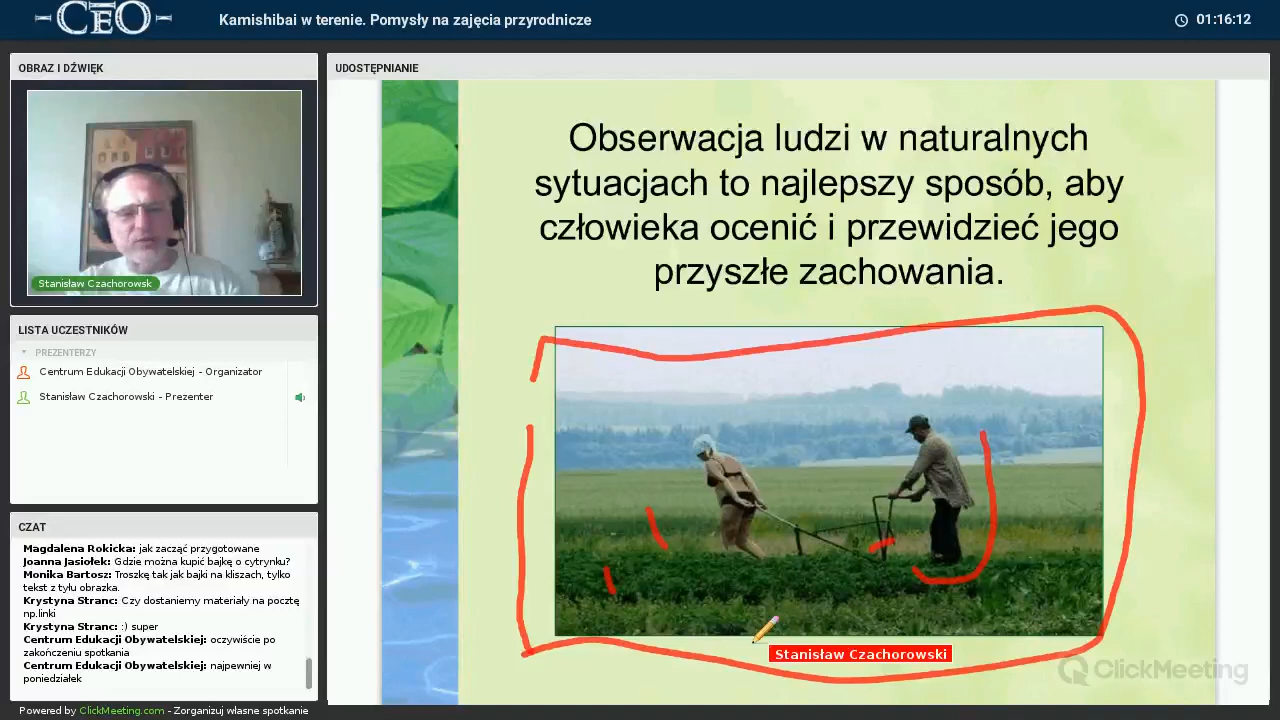 CEO
Kamishibai w terenie. Pomysły na zajęcia przyrodnicze
01:16:12
OBRAZ I DŹWIĘK
Stanisław Czachorowsk
LISTA UCZESTNIKÓW
PREZENTERZY
Centrum Edukacji Obywatelskiej - Organizator
Stanisław Czachorowski - Prezenter
CZAT
Magdalena Rokicka: jak zacząć przygotowane
Joanna Jasiołek: Gdzie można kupić bajkę o cytrynku?
Monika Bartosz: Troszkę tak jak bajki na kliszach, tylko
tekst z tyłu obrazka.
Krystyna Stranc: Czy dostaniemy materiały na pocztę
np.linki
Krystyna Stranc: :) super
Centrum Edukacji Obywatelskiej: oczywiście po
zakończeniu spotkania
Centrum Edukacji Obywatelskiej: najpewniej w
poniedziałek
Powered by ClickMeeting.com - Zorganizuj własne spotkanie
UDOSTĘPNIANIE
Obserwacja ludzi w naturalnych
sytuacjach to najlepszy sposób, aby
człowieka ocenić i przewidzieć jego
przyszłe zachowania.
Stanisław Czachorowski
ClickMeeting